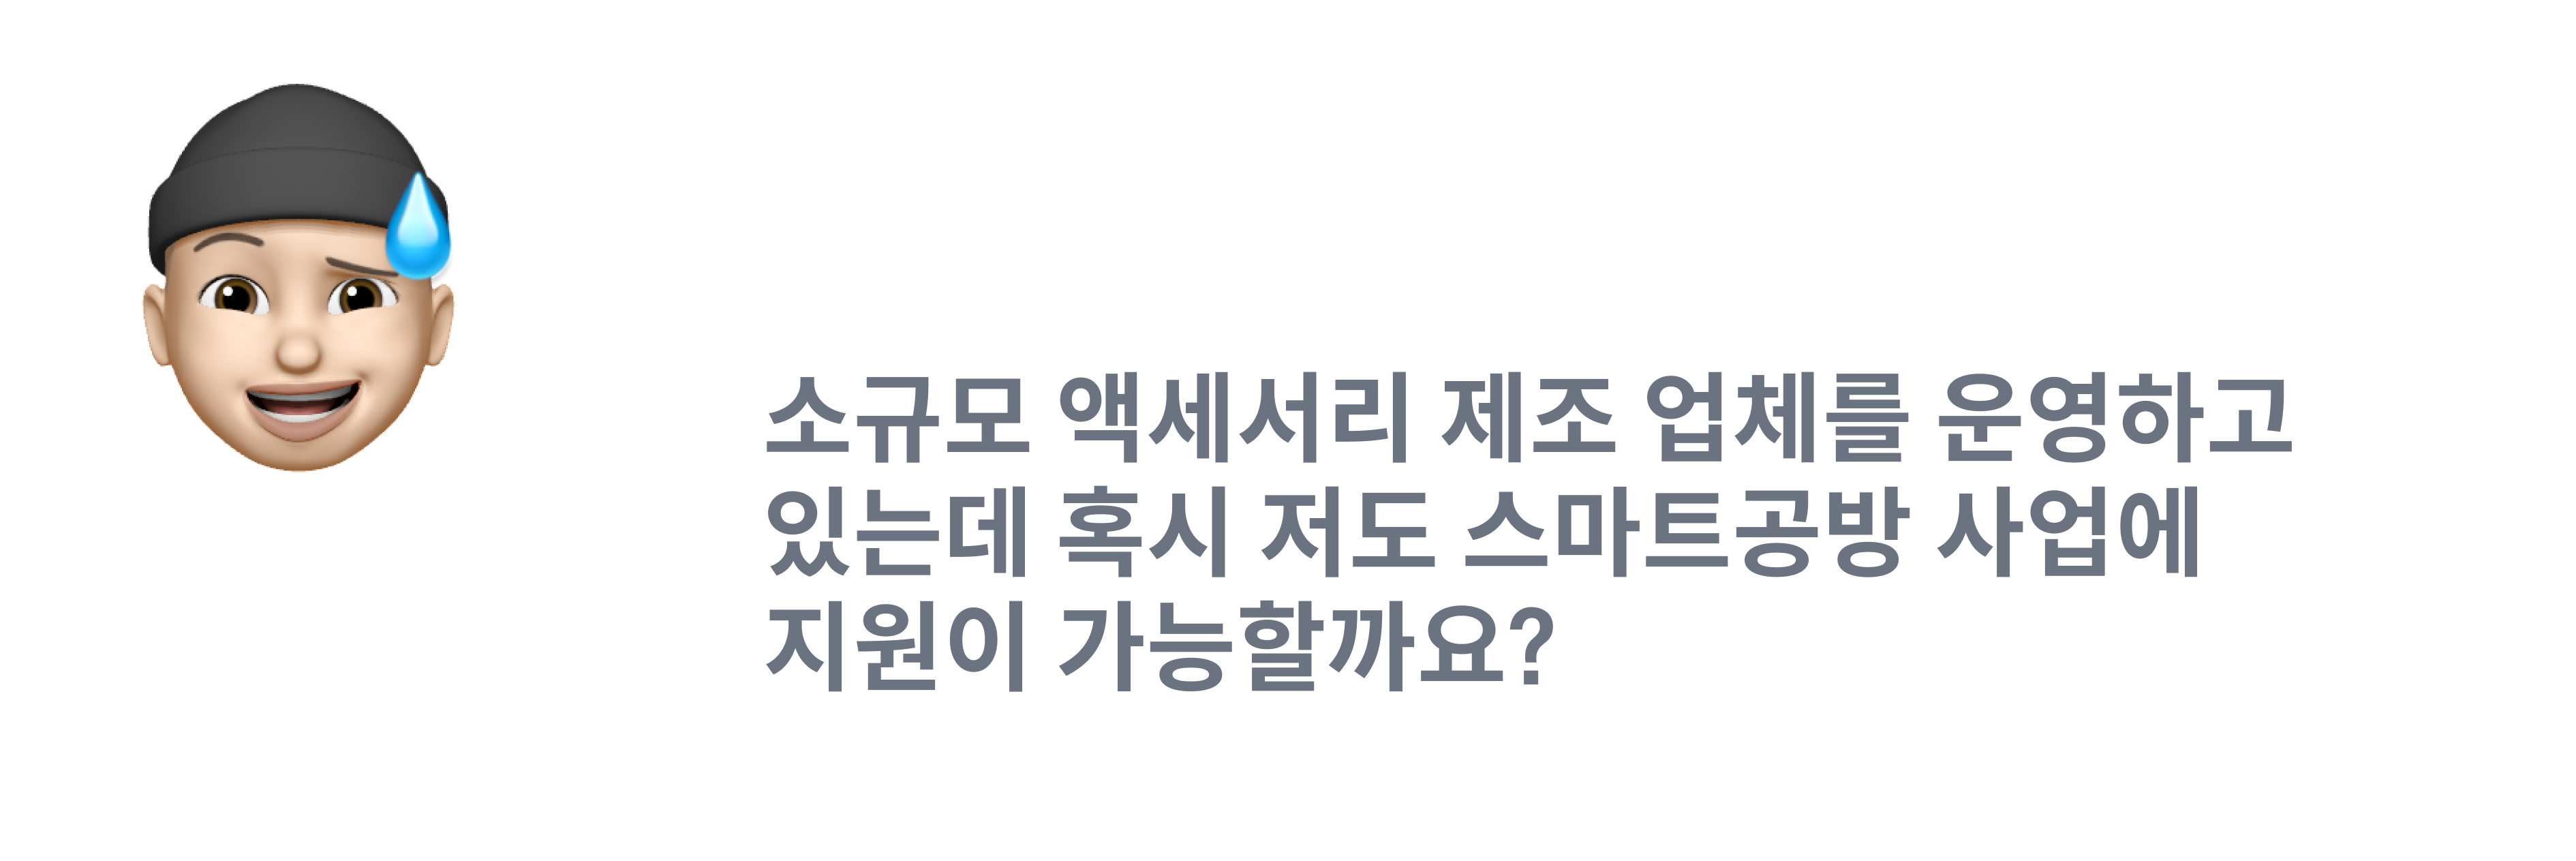 소규모 액세서리 제조 업체를 운영하고
있는데 혹시 저도 스마트공방 사업에
지원이 가능할까요?